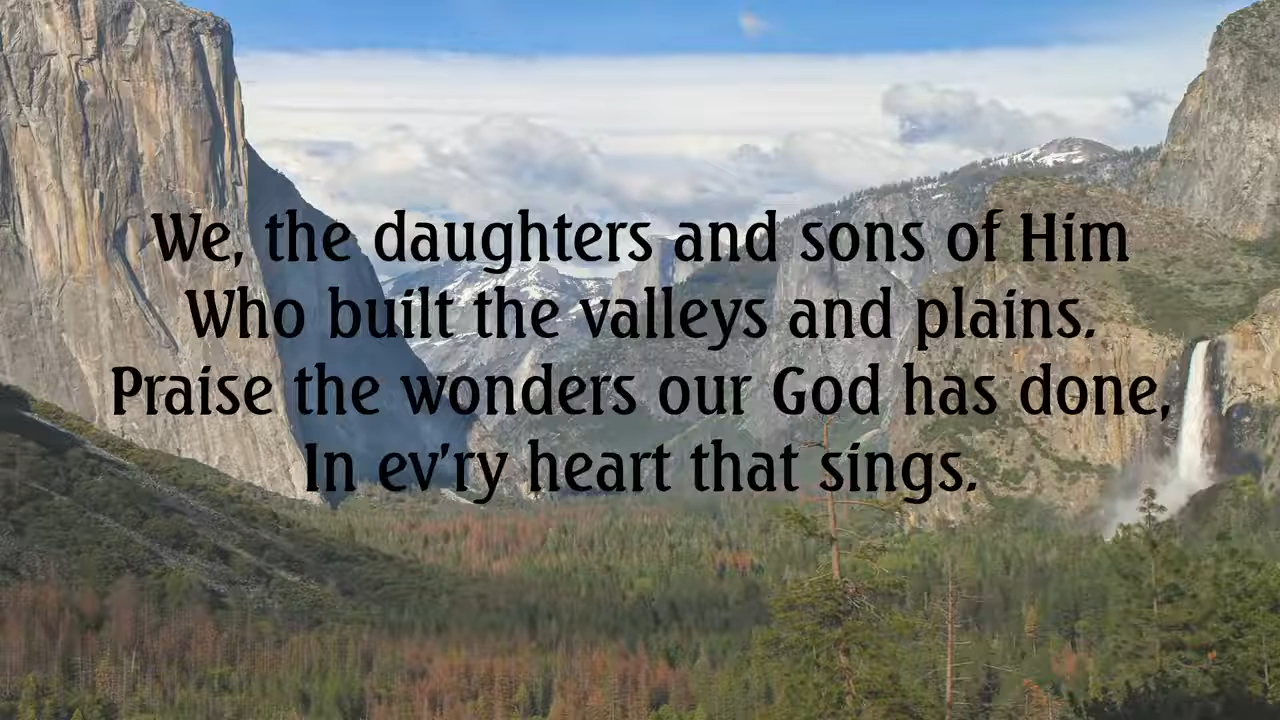 We, the daughters and sons of Him
Who built the valleys and plains.
Praise the wonders our God has done,
In ev'ry heart that sings.